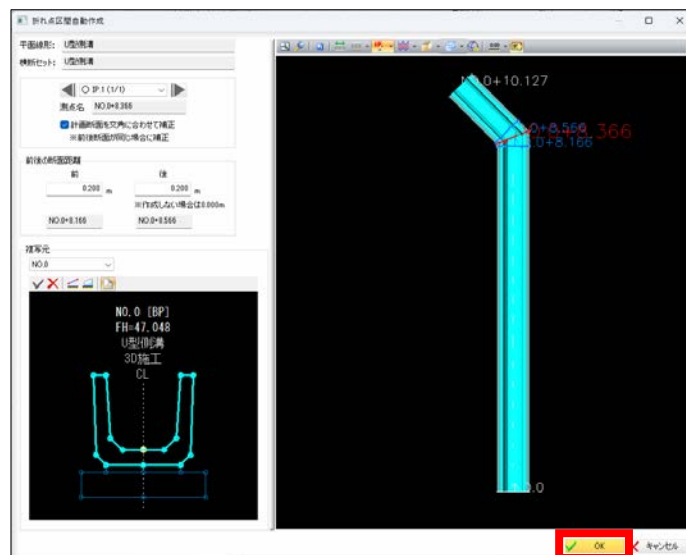 折れ点区間自動作成
平面線形: U型側溝
横断セット: U型側溝
IP.1 (1/1)
測点名 NO.0+8.366
計画断面を交角に合わせて補正
※前後断面が同じ場合に補正
前後の断面距離
前 後
0.200 m 0.200 m
※作成しない場合は0.000m
NO.0+8.166 NO.0+8.566
複写元
NO.0
NO.0 [BP]
FH=47.048
U型側溝
3D施工
CL
NO.0+10.127
0+8.566
8.366
0+8.166
OK キャンセル